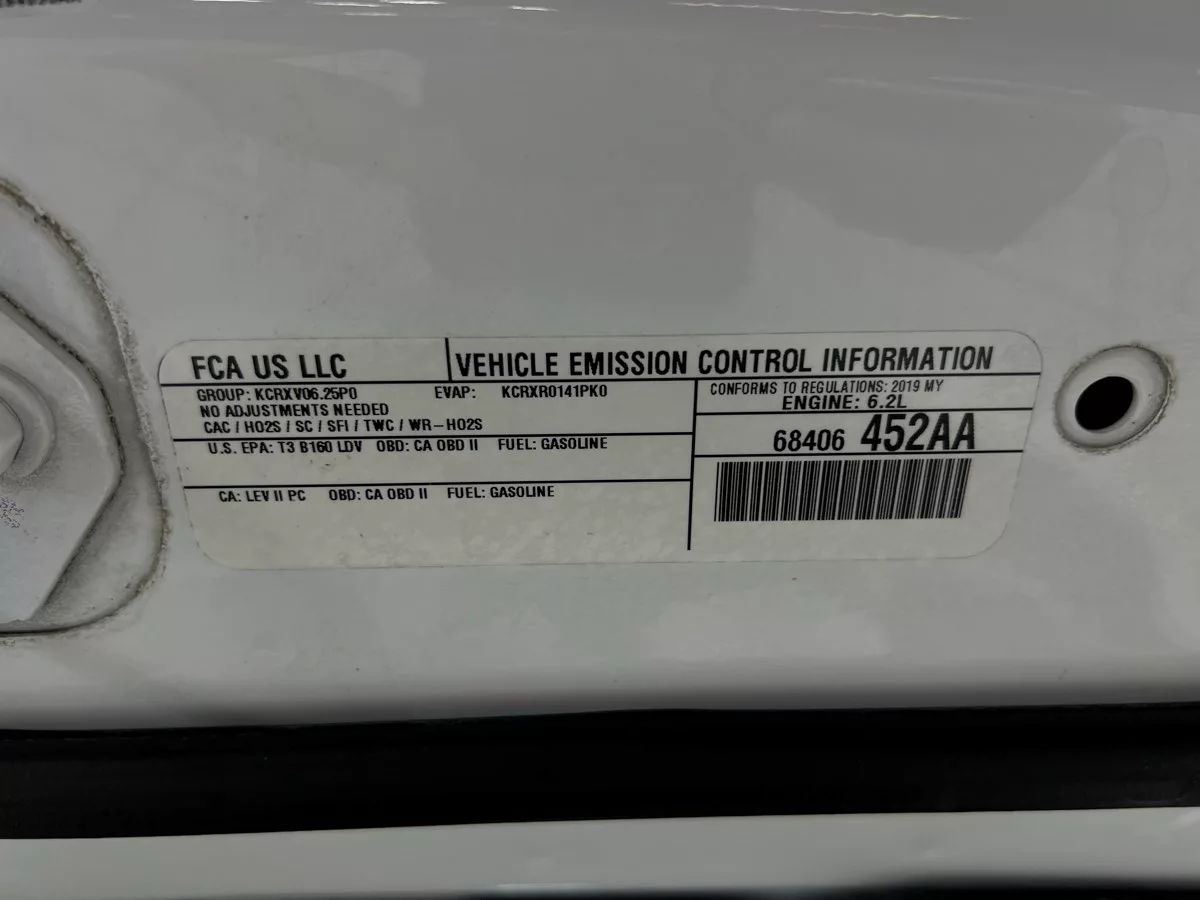 FCA US LLC
VEHICLE EMISSION CONTROL INFORMATION
GROUP: KCRXV06.25P0 EVAP: KCRXR0141PK0
NO ADJUSTMENTS NEEDED
CAC / HO2S / SC / SFI / TWC / WR-HO2S
U.S. EPA: T3 B160 LDV OBD: CA OBD II FUEL: GASOLINE
CA: LEV II PC OBD: CA OBD II FUEL: GASOLINE
CONFORMS TO REGULATIONS: 2019 MY
ENGINE: 6.2L
68406 452AA